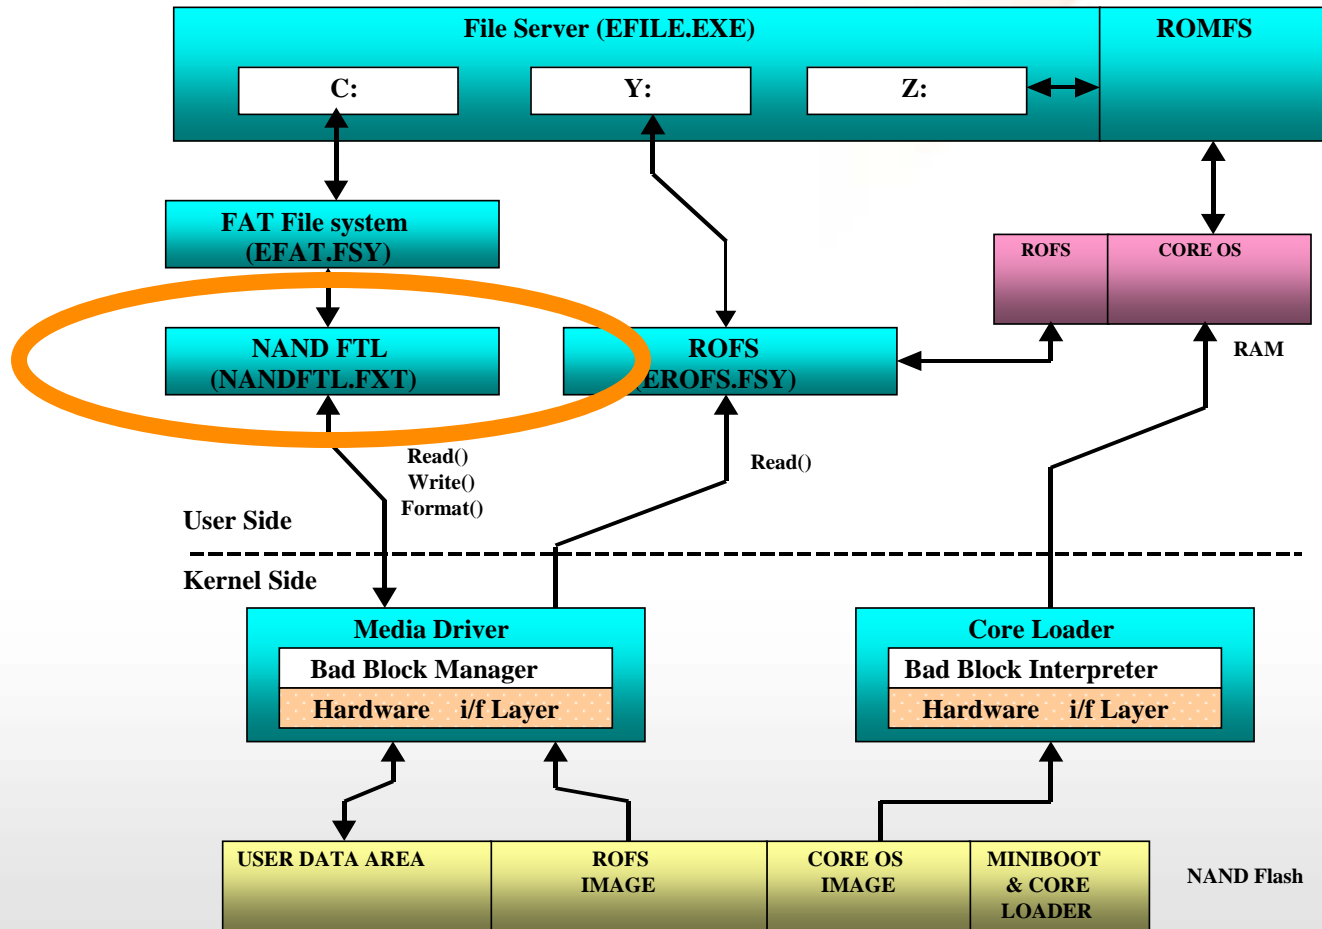 File Server (EFILE.EXE)
ROMFS
C:
Y:
Z:
FAT File system
(EFAT.FSY)
ROFS
CORE OS
RAM
NAND FTL
(NANDFTL.FXT)
ROFS
(EROFS.FSY)
Read()
Write()
Format()
Read()
User Side
Kernel Side
Media Driver
Bad Block Manager
Hardware i/f Layer
Core Loader
Bad Block Interpreter
Hardware i/f Layer
USER DATA AREA
ROFS
IMAGE
CORE OS
IMAGE
MINIBOOT
& CORE
LOADER
NAND Flash